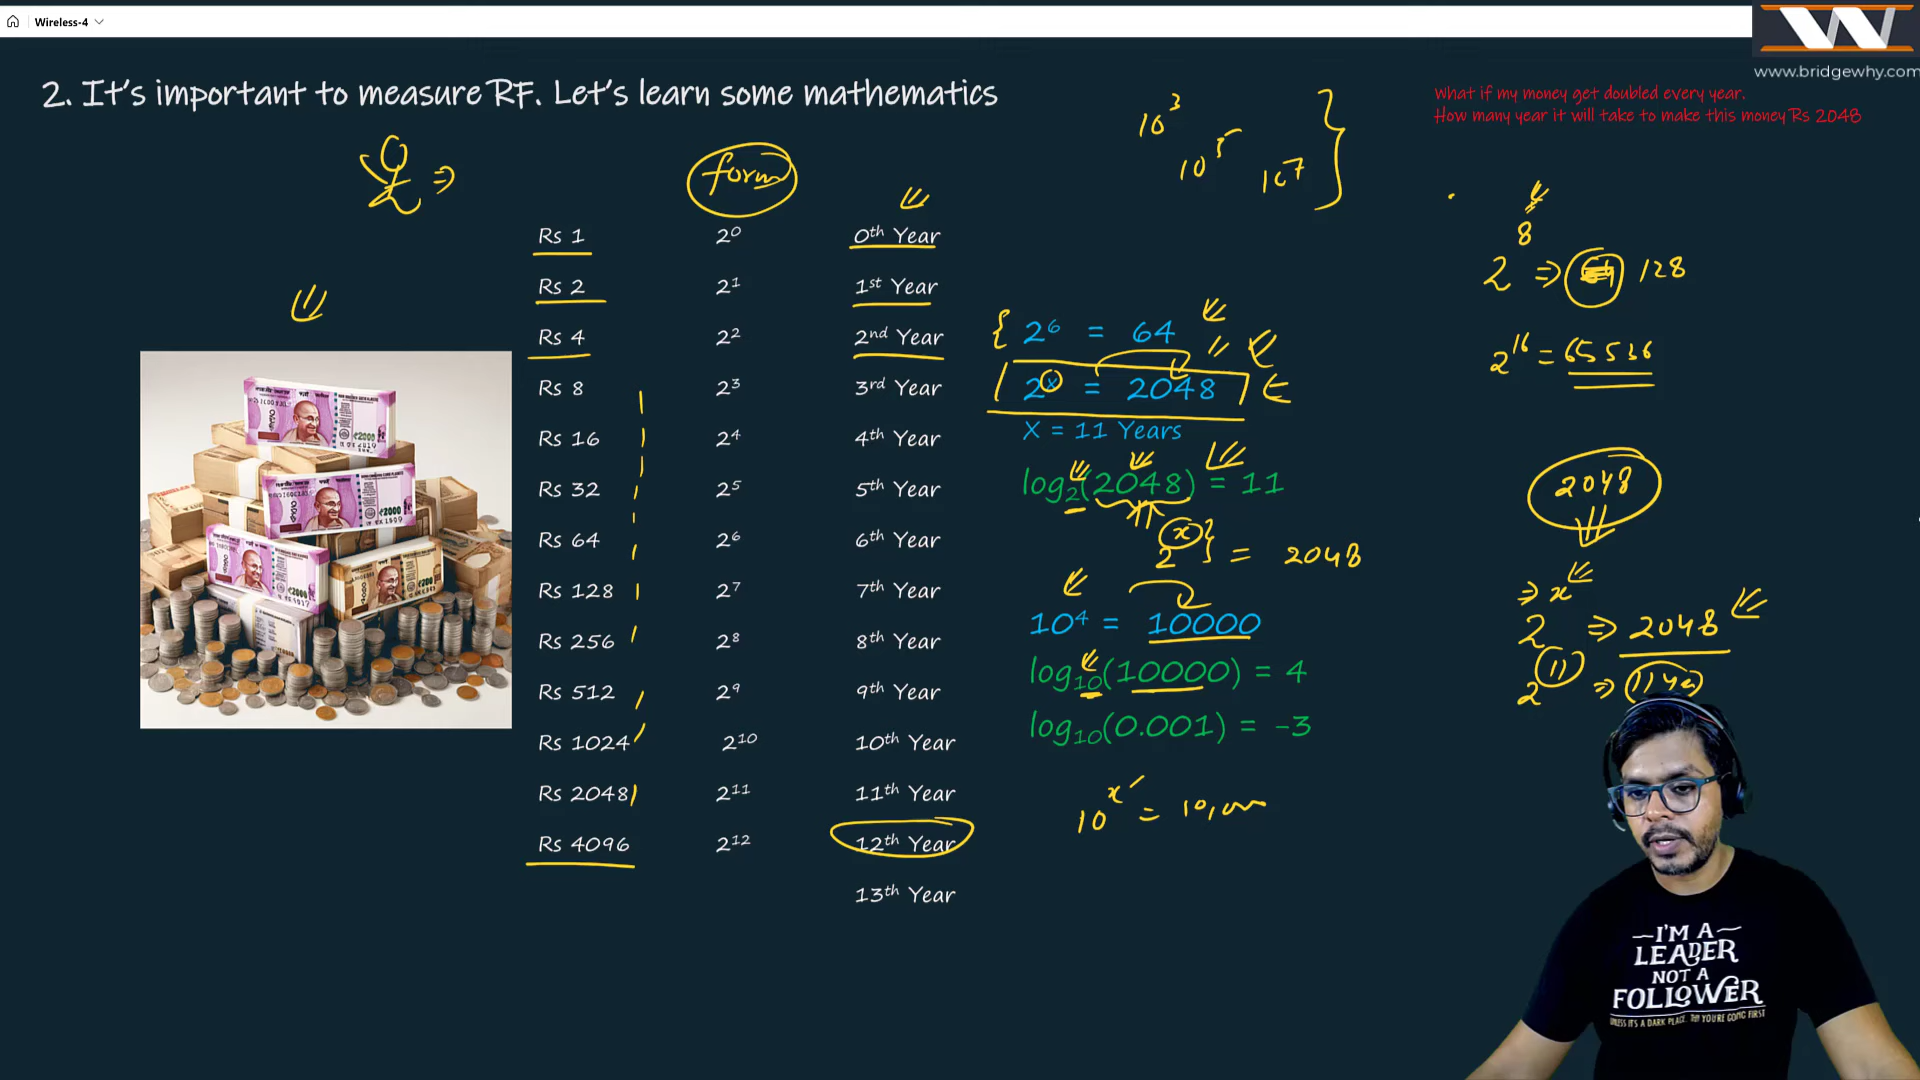 Wireless-4
W
www.bridgewhy.com
2. It's important to measure RF. Let's learn some mathematics
What if my money get doubled every year.
How many year it will take to make this money Rs 2048
10³
10⁵ 10⁷
form
Rs 1 2⁰ 0th Year
Rs 2 2¹ 1st Year
Rs 4 2² 2nd Year
Rs 8 2³ 3rd Year
Rs 16 2⁴ 4th Year
Rs 32 2⁵ 5th Year
Rs 64 2⁶ 6th Year
Rs 128 2⁷ 7th Year
Rs 256 2⁸ 8th Year
Rs 512 2⁹ 9th Year
Rs 1024 2¹⁰ 10th Year
Rs 2048 2¹¹ 11th Year
Rs 4096 2¹² 12th Year
13th Year
{ 2⁶ = 64
2ˣ = 2048
X = 11 Years
log₂(2048) = 11
2ˣ } = 2048
10⁴ = 10000
log₁₀(10000) = 4
log₁₀(0.001) = -3
10ˣ = 10,000
2⁸ ⇒ 128
2¹⁶ = 65536
2048
⇒ x
2 ⇒ 2048
2¹¹ ⇒
I'M A
LEADER
NOT A
FOLLOWER